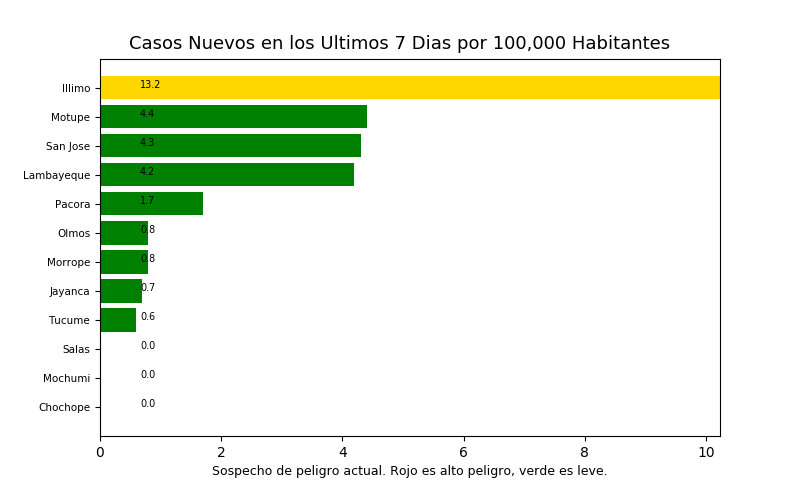 Casos Nuevos en los Ultimos 7 Dias por 100,000 Habitantes
Illimo 13.2
Motupe 4.4
San Jose 4.3
Lambayeque 4.2
Pacora 1.7
Olmos 0.8
Morrope 0.8
Jayanca 0.7
Tucume 0.6
Salas 0.0
Mochumi 0.0
Chochope 0.0
0 2 4 6 8 10
Sospecho de peligro actual. Rojo es alto peligro, verde es leve.